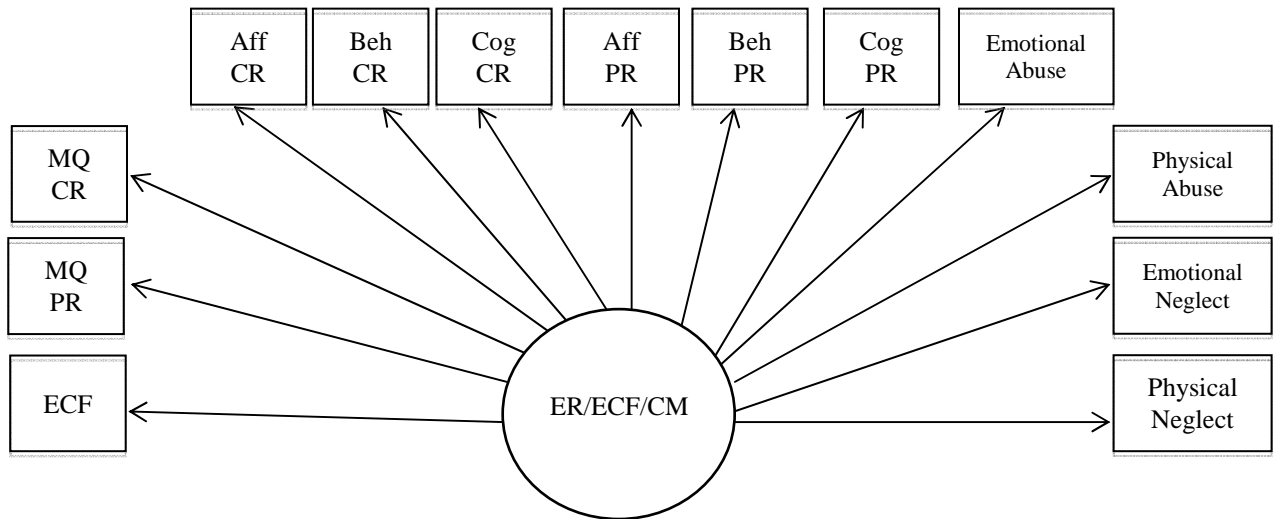 Aff
CR
Beh
CR
Cog
CR
Aff
PR
Beh
PR
Cog
PR
Emotional
Abuse
MQ
CR
Physical
Abuse
MQ
PR
Emotional
Neglect
ECF
ER/ECF/CM
Physical
Neglect